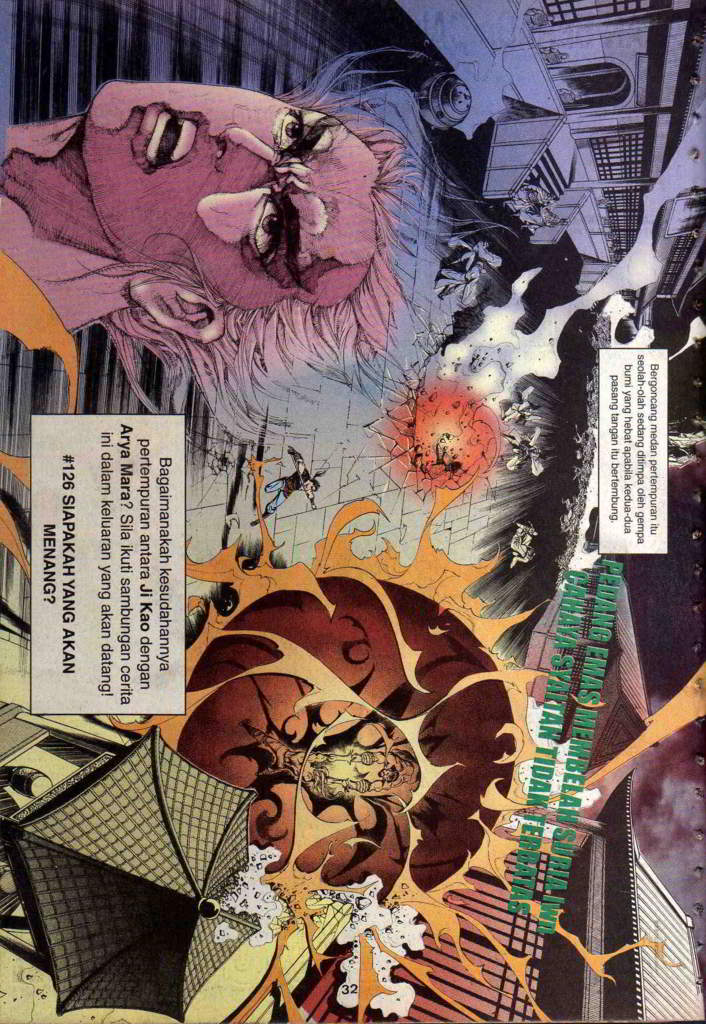 Bergoncang medan pertempuran itu
seolah-olah sedang ditimpa oleh gempa
bumi yang hebat apabila kedua-dua
pasang tangan itu bertembung.
PEDANG EMAS MEMBELAH SURIA, INYA
CAHAYA SYAITAN TIDAK TERBATAS
Bagaimanakah kesudahannya
pertempuran antara Ji Kao dengan
Arya Mara? Sila ikuti sambungan cerita
ini dalam keluaran yang akan datang!
#126 SIAPAKAH YANG AKAN
MENANG?
32